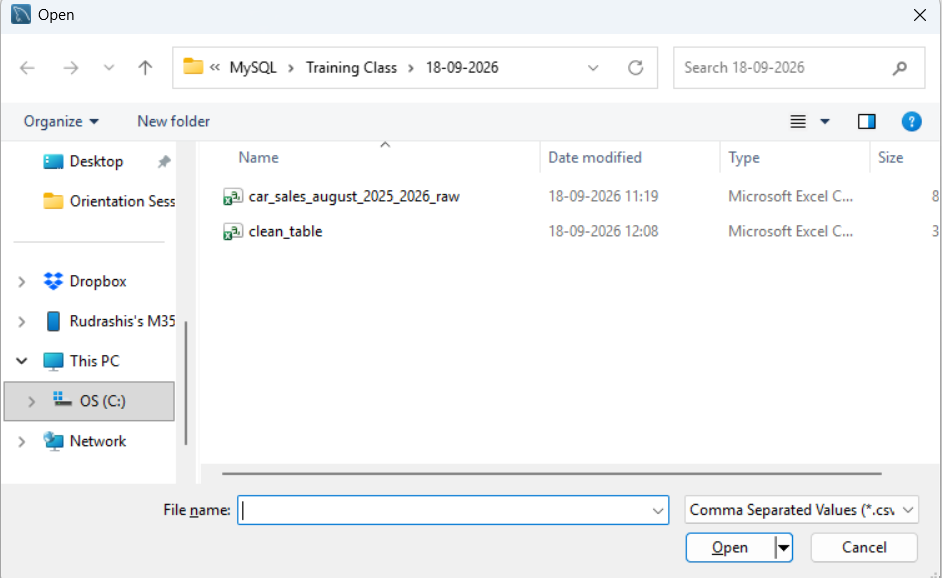 Open
« MySQL › Training Class › 18-09-2026
Search 18-09-2026
Organize
New folder
Name
Date modified
Type
Size
Desktop
Orientation Sess
Dropbox
Rudrashis's M35
This PC
OS (C:)
Network
car_sales_august_2025_2026_raw 18-09-2026 11:19 Microsoft Excel C... 8
clean_table 18-09-2026 12:08 Microsoft Excel C... 3
File name:
Comma Separated Values (*.csv
Open
Cancel